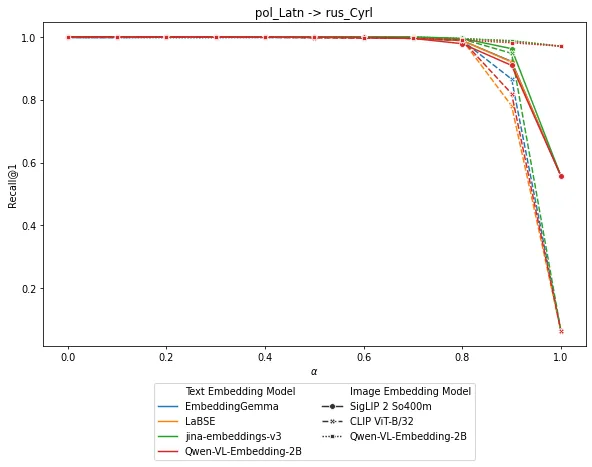 pol_Latn -> rus_Cyrl
Recall@1
1.0
0.8
0.6
0.4
0.2
0.0 0.2 0.4 0.6 0.8 1.0
α
Text Embedding Model
EmbeddingGemma
LaBSE
jina-embeddings-v3
Qwen-VL-Embedding-2B
Image Embedding Model
SigLIP 2 So400m
CLIP ViT-B/32
Qwen-VL-Embedding-2B